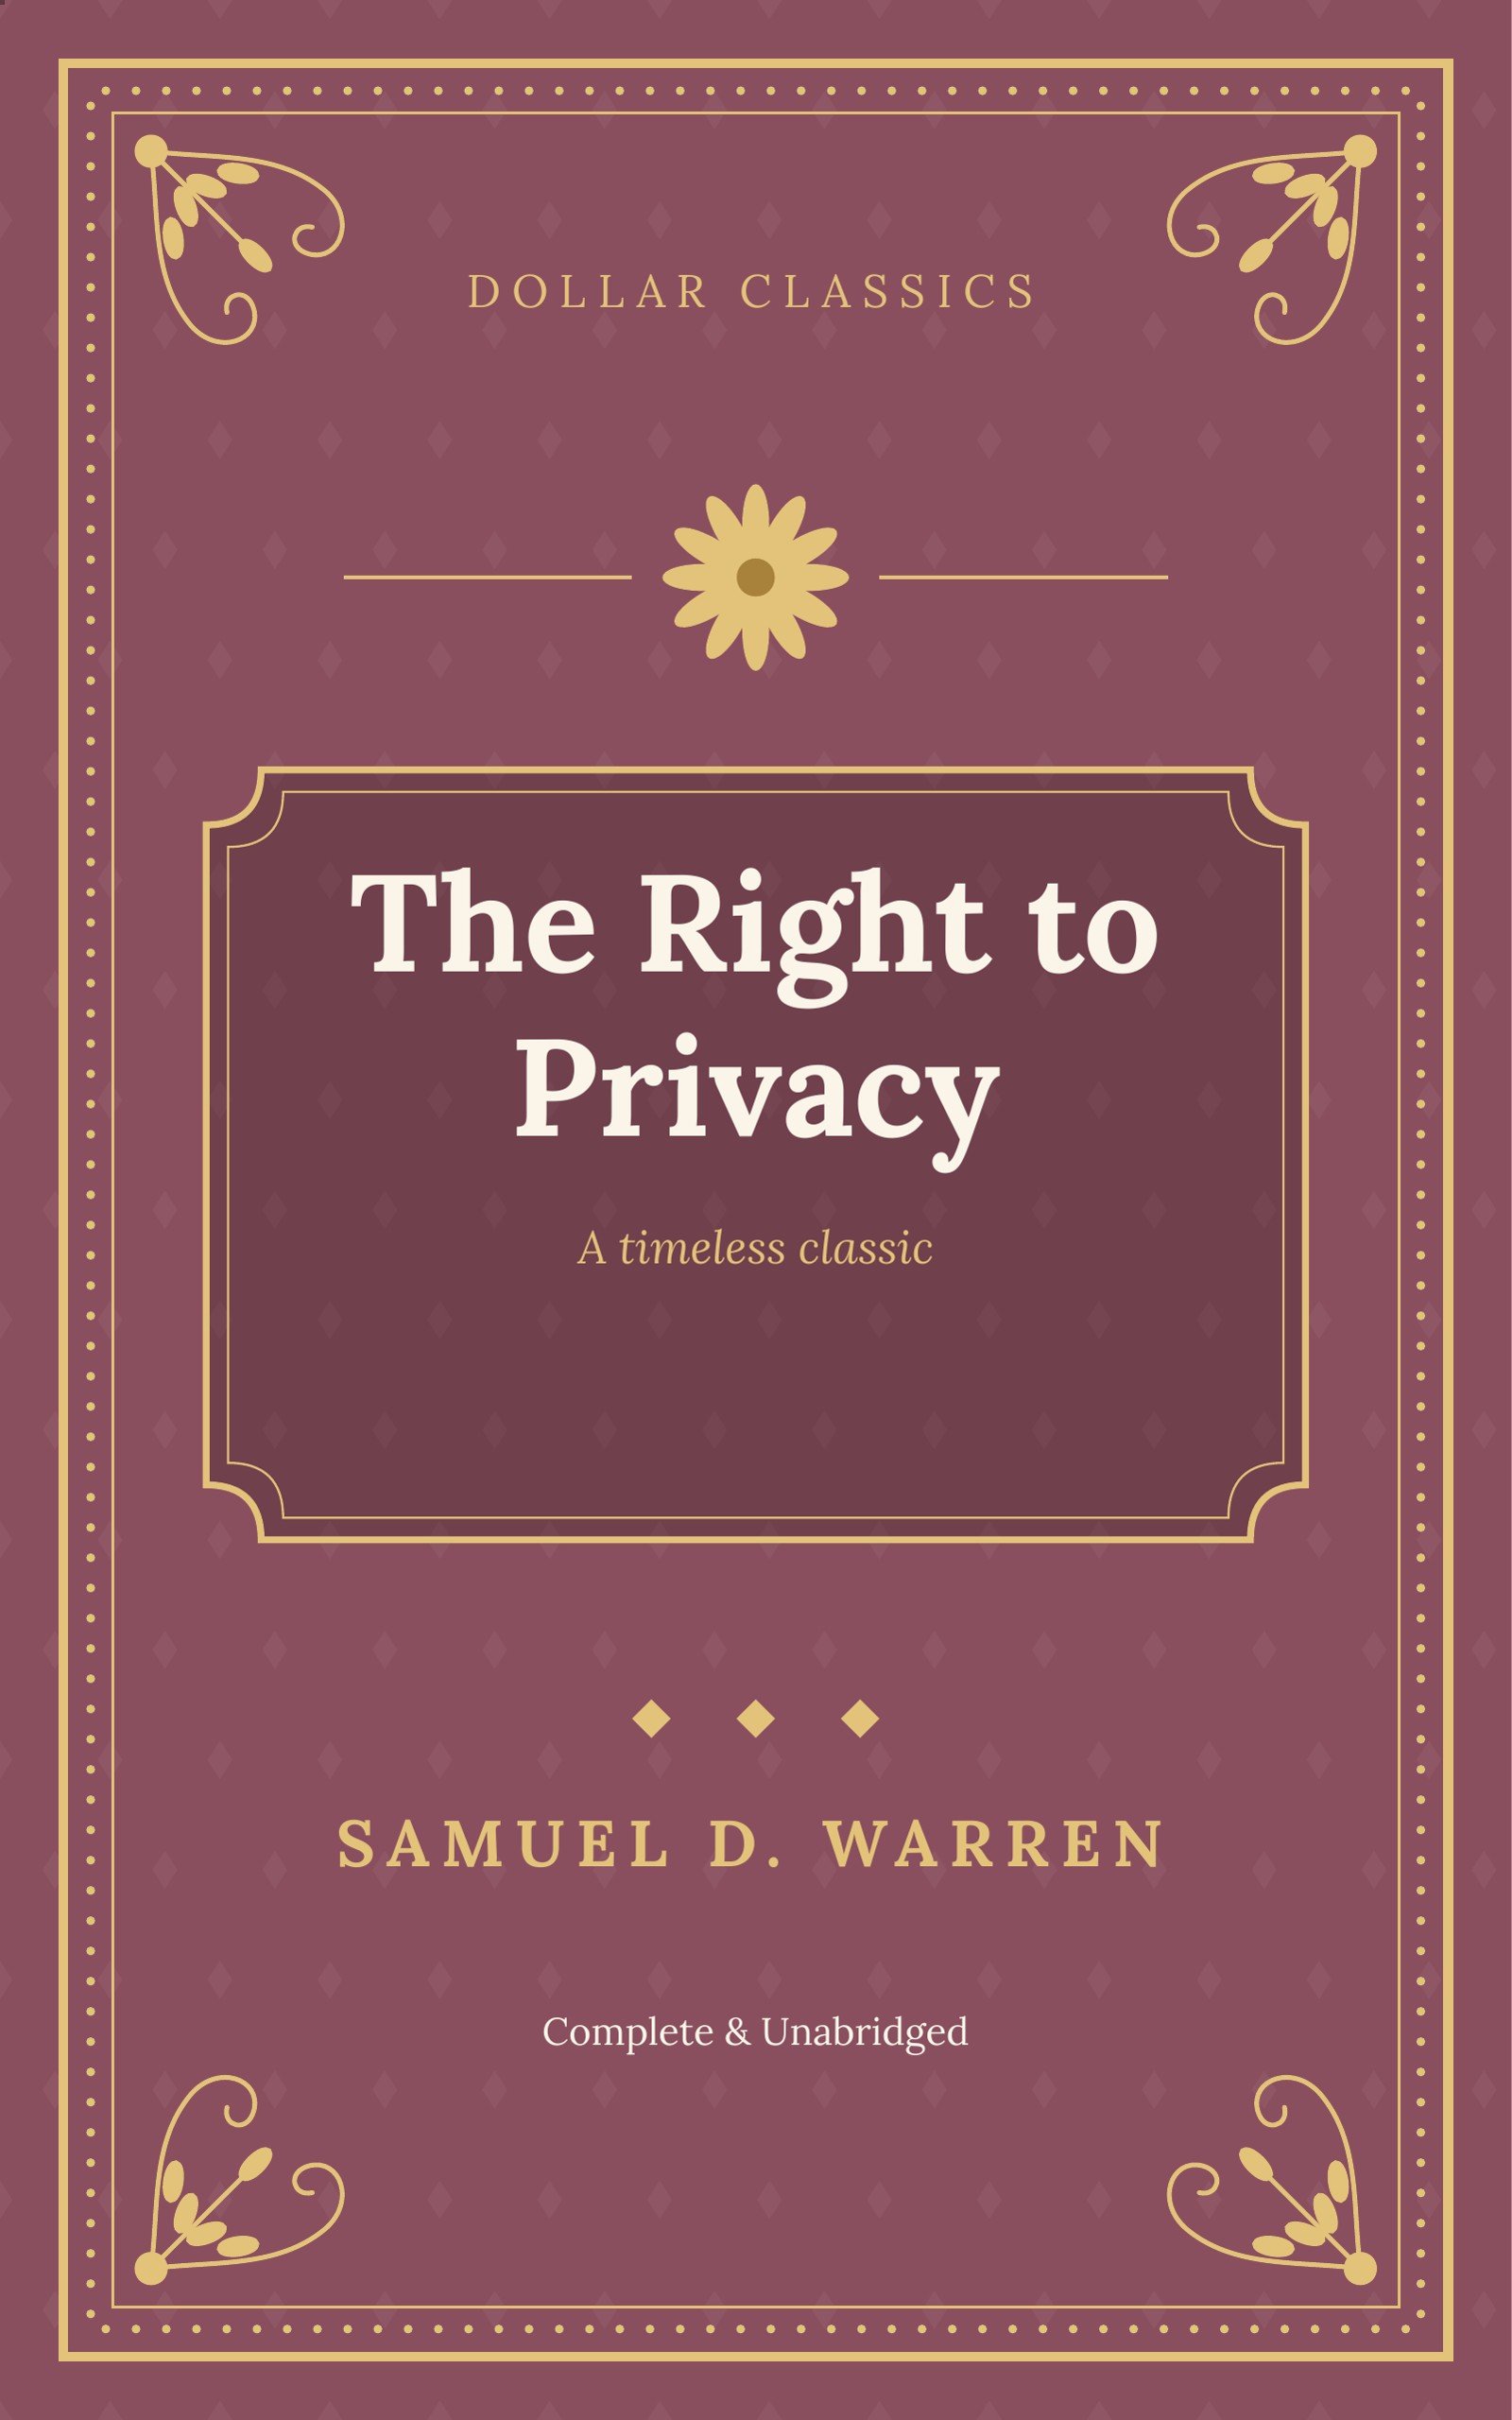 DOLLAR CLASSICS
The Right to
Privacy
A timeless classic
SAMUEL D. WARREN
Complete & Unabridged